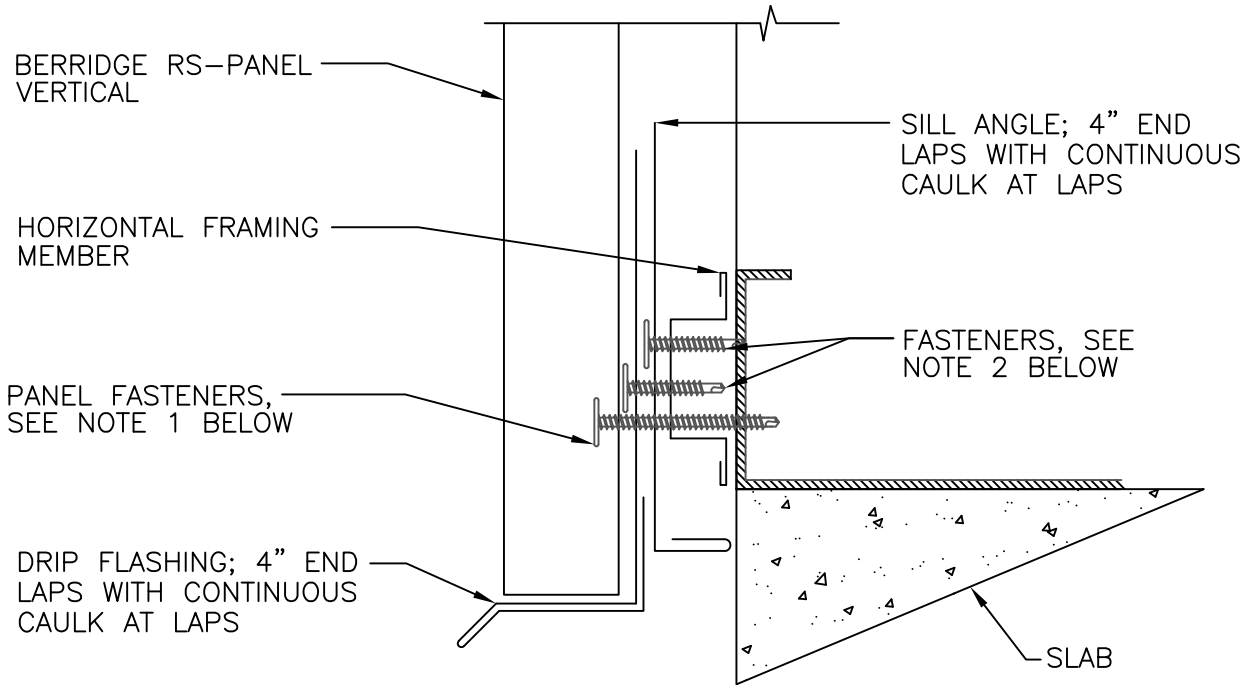 BERRIDGE RS-PANEL
VERTICAL
SILL ANGLE; 4” END
LAPS WITH CONTINUOUS
CAULK AT LAPS
HORIZONTAL FRAMING
MEMBER
FASTENERS, SEE
NOTE 2 BELOW
PANEL FASTENERS,
SEE NOTE 1 BELOW
DRIP FLASHING; 4” END
LAPS WITH CONTINUOUS
CAULK AT LAPS
SLAB